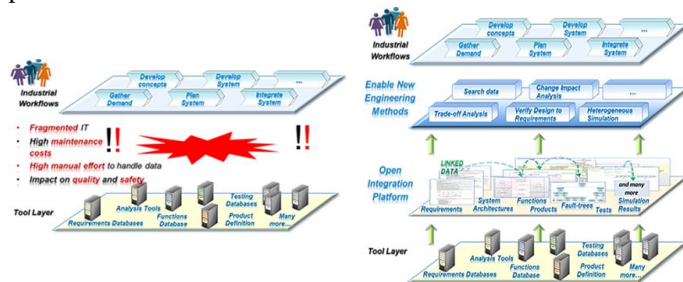 Industrial
Workflows
Develop
concepts
Develop
System
...
Gather
Demand
Plan
System
Integrate
System
• Fragmented IT
• High maintenance
costs
• High manual effort to handle data
• Impact on quality and safety
!!
!!
Tool Layer
Requirements Databases
Analysis Tools
Functions
Database
Testing
Databases
Product
Definition
Many
more...
Industrial
Workflows
Develop
concepts
Develop
System
...
Gather
Demand
Plan
System
Integrate
System
Enable New
Engineering
Methods
Search data
Change Impact
Analysis
...
Trade-off Analysis
Verify Design to
Requirements
Heterogeneous
Simulation
Open
Integration
Platform
LINKED
DATA
Requirements
System
Architectures
Functions
Products
Fault-trees
Tests
and many
more
Simulation
Results
Tool Layer
Requirements Databases
Analysis Tools
Functions
Database
Testing
Databases
Product
Definition
Many
more...